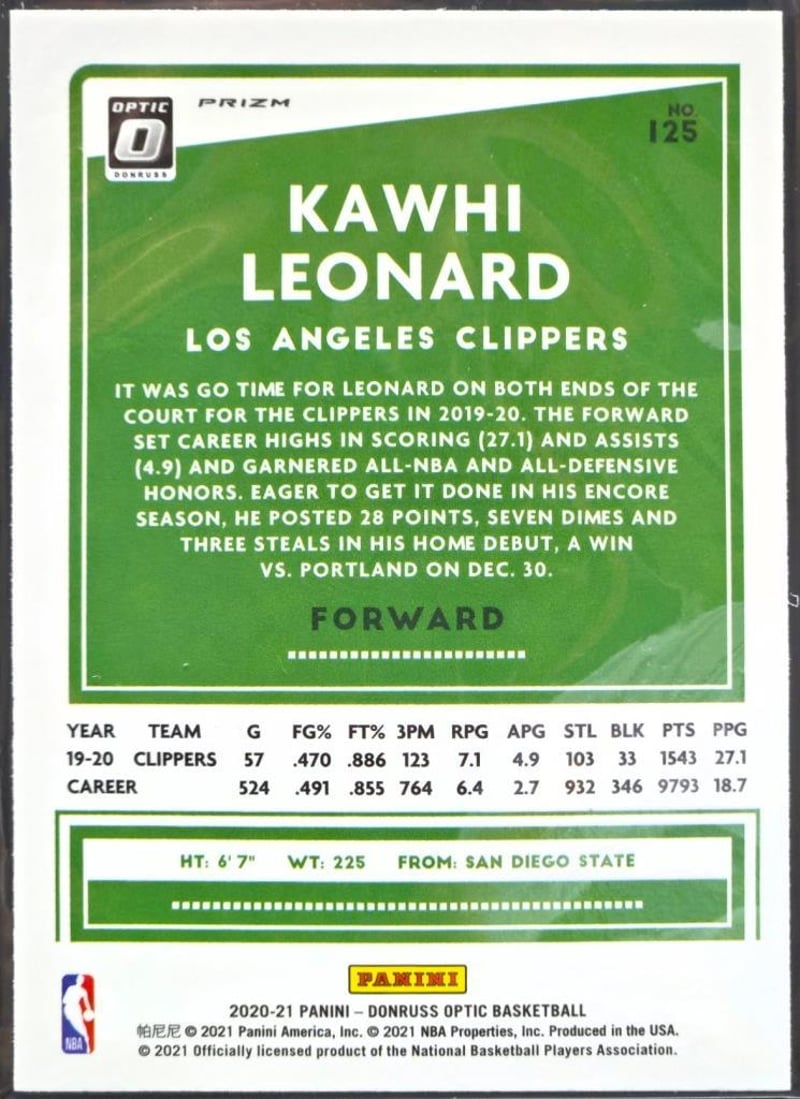 OPTIC
PRIZM
DONRUSS
NO.
125
KAWHI
LEONARD
LOS ANGELES CLIPPERS
IT WAS GO TIME FOR LEONARD ON BOTH ENDS OF THE
COURT FOR THE CLIPPERS IN 2019-20. THE FORWARD
SET CAREER HIGHS IN SCORING (27.1) AND ASSISTS
(4.9) AND GARNERED ALL-NBA AND ALL-DEFENSIVE
HONORS. EAGER TO GET IT DONE IN HIS ENCORE
SEASON, HE POSTED 28 POINTS, SEVEN DIMES AND
THREE STEALS IN HIS HOME DEBUT, A WIN
VS. PORTLAND ON DEC. 30.
FORWARD
YEAR TEAM G FG% FT% 3PM RPG APG STL BLK PTS PPG
19-20 CLIPPERS 57 .470 .886 123 7.1 4.9 103 33 1543 27.1
CAREER 524 .491 .855 764 6.4 2.7 932 346 9793 18.7
HT: 6' 7" WT: 225 FROM: SAN DIEGO STATE
PANINI
NBA
2020-21 PANINI – DONRUSS OPTIC BASKETBALL
帕尼尼 © 2021 Panini America, Inc. © 2021 NBA Properties, Inc. Produced in the USA.
© 2021 Officially licensed product of the National Basketball Players Association.